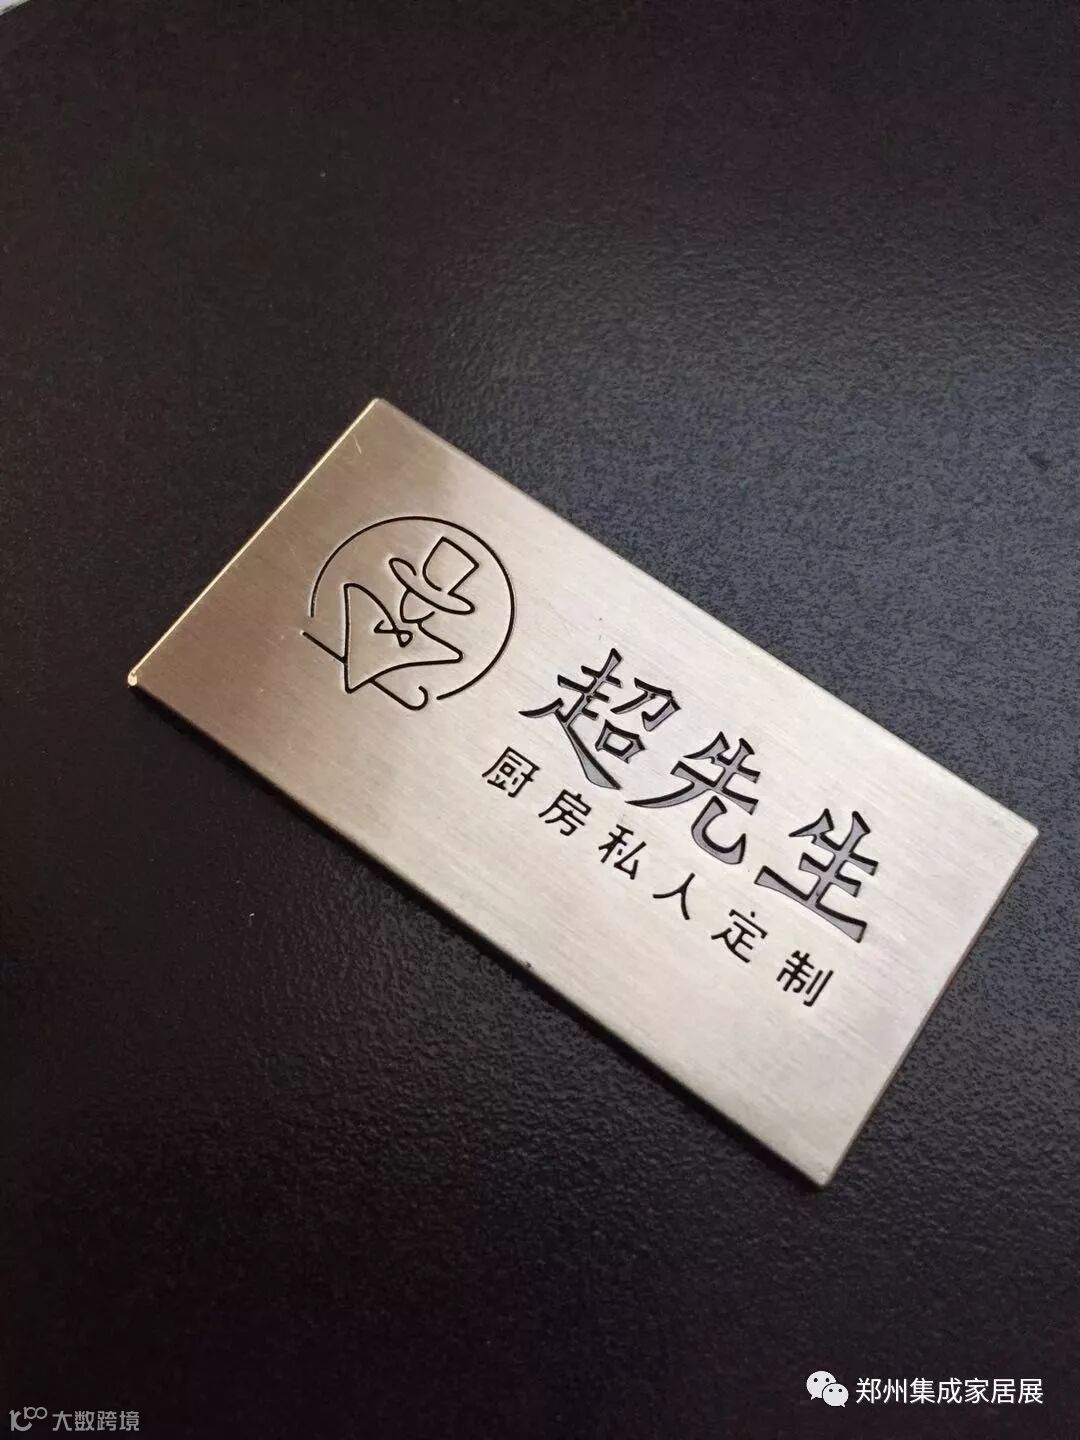 超先生
厨房私人定制
郑州集成家居展
大数跨境